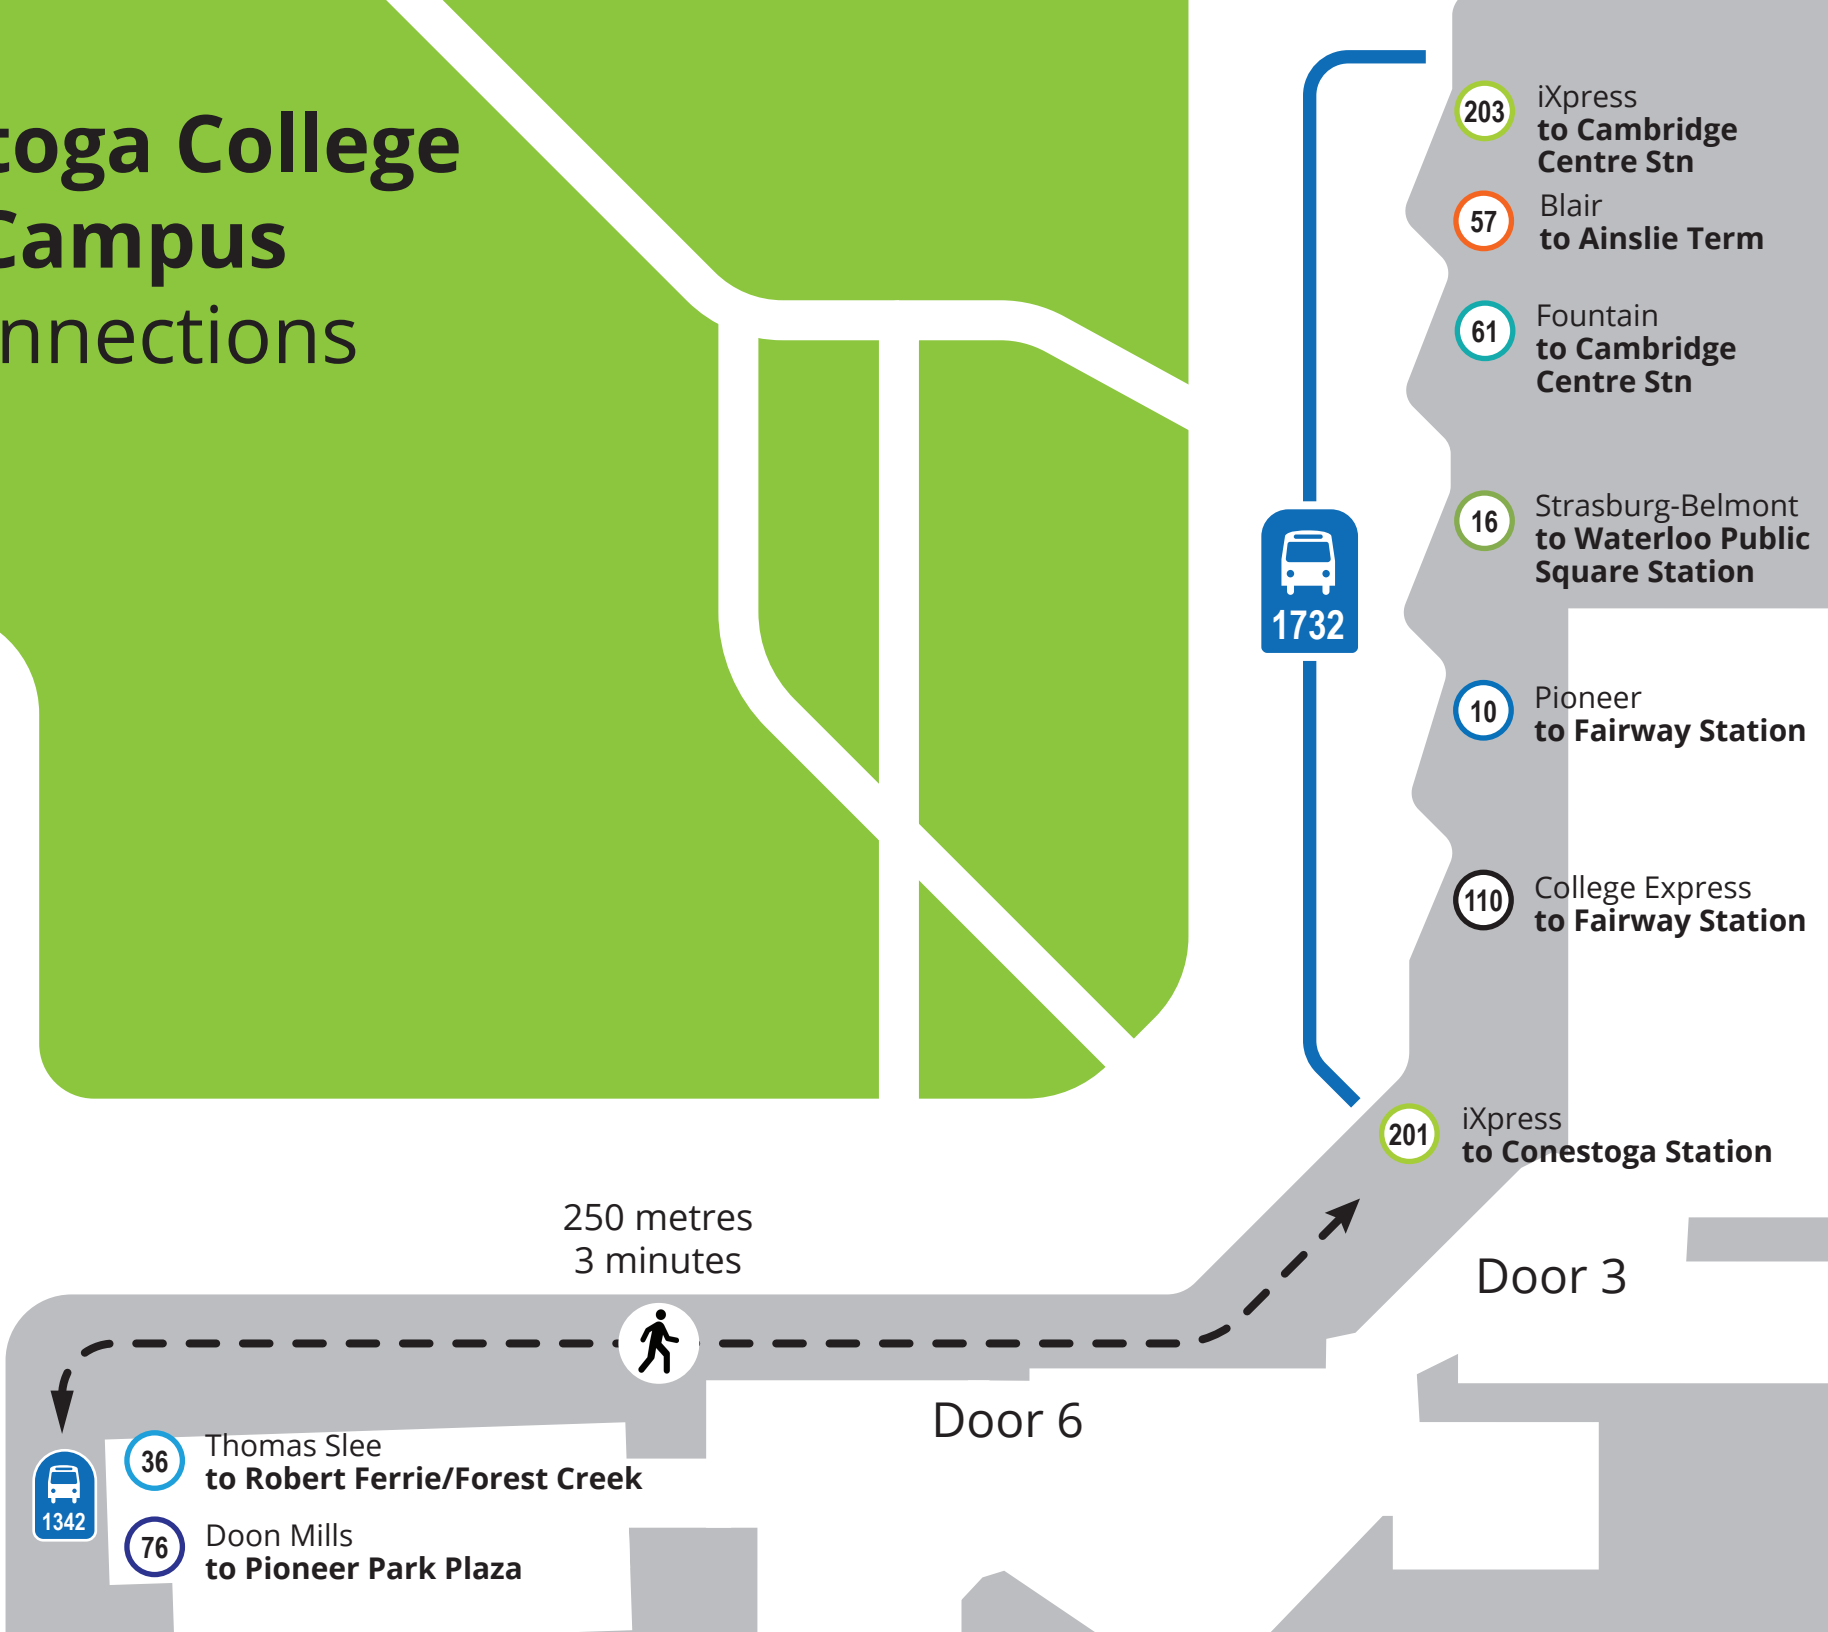 toga College
Campus
nnections
203
iXpress
to Cambridge
Centre Stn
57
Blair
to Ainslie Term
61
Fountain
to Cambridge
Centre Stn
16
Strasburg-Belmont
to Waterloo Public
Square Station
1732
10
Pioneer
to Fairway Station
110
College Express
to Fairway Station
201
iXpress
to Conestoga Station
250 metres
3 minutes
Door 3
Door 6
1342
36
Thomas Slee
to Robert Ferrie/Forest Creek
76
Doon Mills
to Pioneer Park Plaza